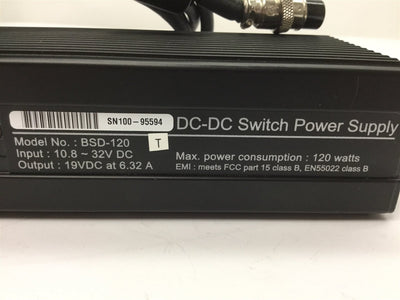 SN100-95594
DC-DC Switch Power Supply
Model No. : BSD-120
T
Input : 10.8 ~ 32V DC
Output : 19VDC at 6.32 A
Max. power consumption : 120 watts
EMI : meets FCC part 15 class B, EN55022 class B